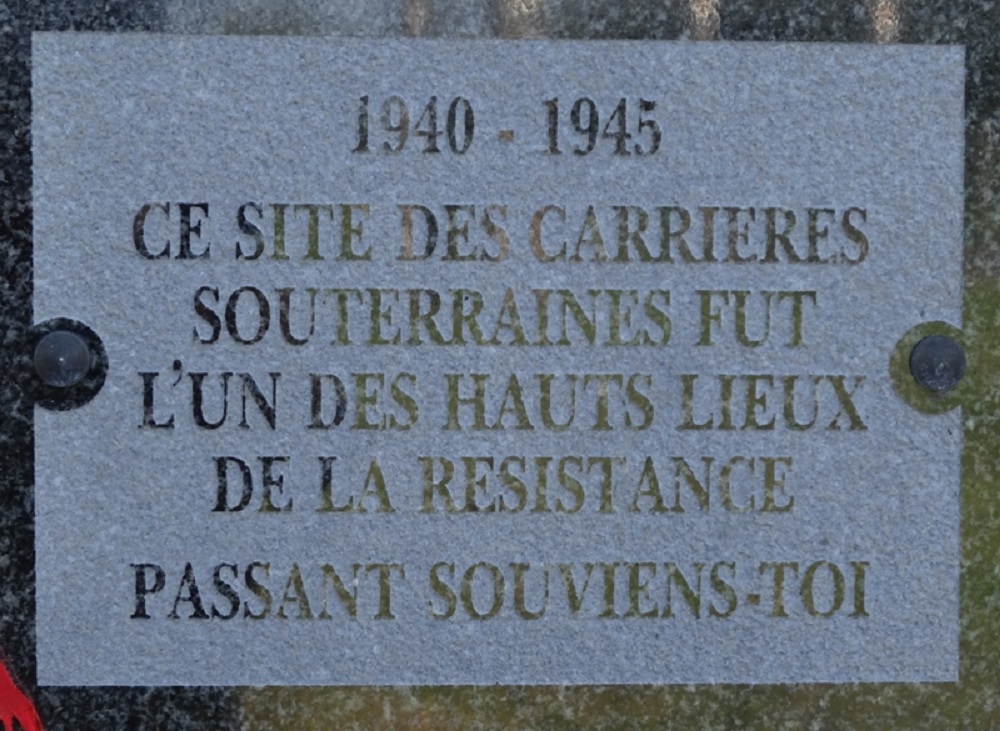 1940 - 1945
CE SITE DES CARRIERES
SOUTERRAINES FUT
L'UN DES HAUTS LIEUX
DE LA RESISTANCE
PASSANT SOUVIENS-TOI